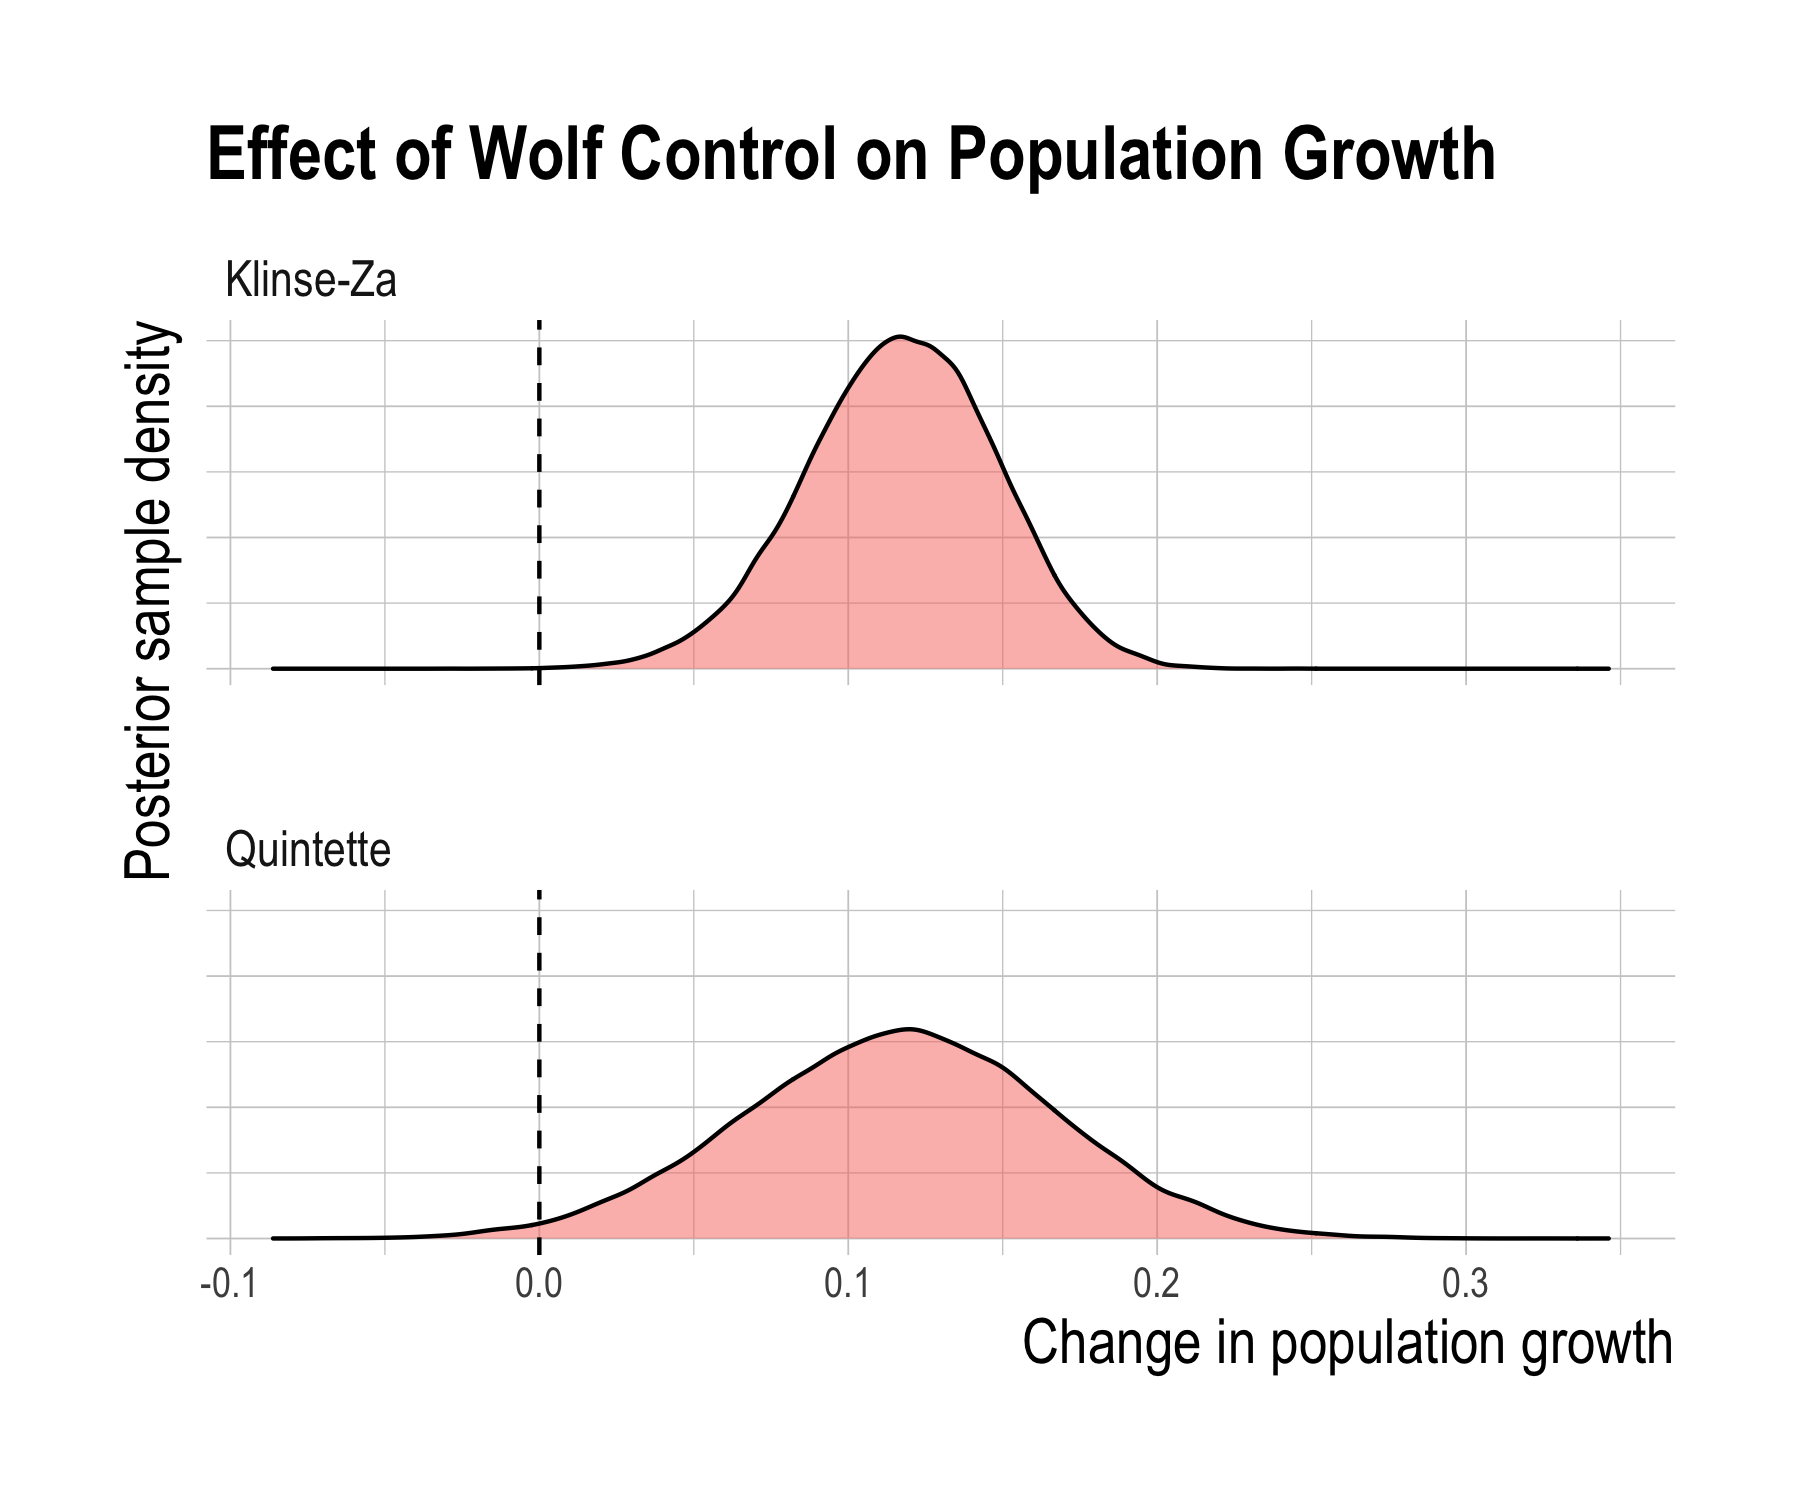 Effect of Wolf Control on Population Growth
Klinse-Za
Posterior sample density
Quintette
-0.1 0.0 0.1 0.2 0.3
Change in population growth